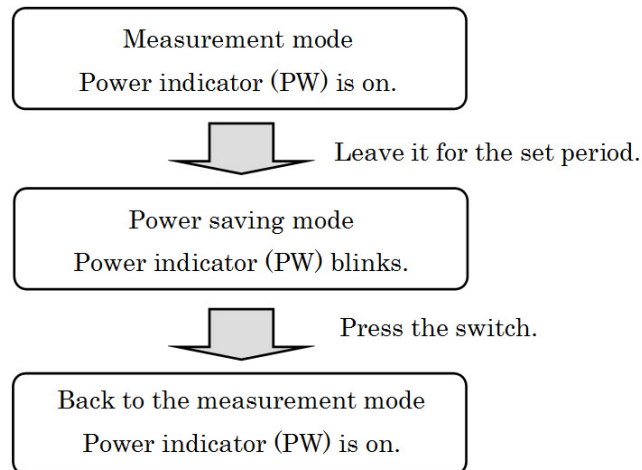 Measurement mode
Power indicator (PW) is on.
Leave it for the set period.
Power saving mode
Power indicator (PW) blinks.
Press the switch.
Back to the measurement mode
Power indicator (PW) is on.